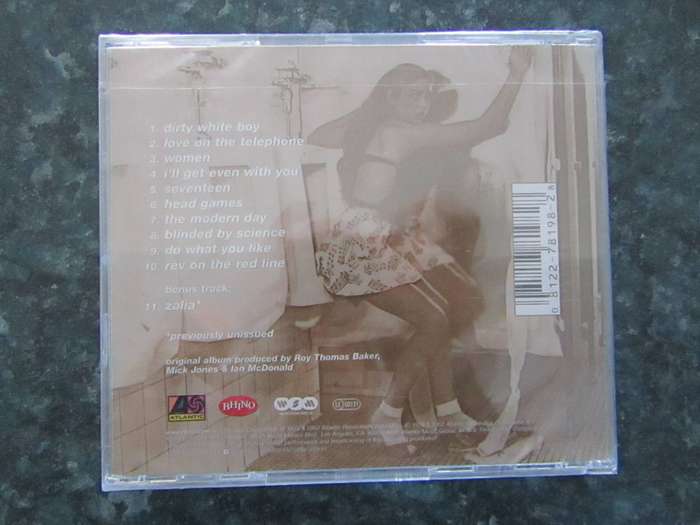 1. dirty white boy
2. love on the telephone
3. women
4. i'll get even with you
5. seventeen
6. head games
7. the modern day
8. blinded by science
9. do what you like
10. rev on the red line
bonus track:
11. zalia*
*previously unissued
original album produced by Roy Thomas Baker,
Mick Jones & Ian McDonald
ATLANTIC
RHINO
0 8122-78198-2 8